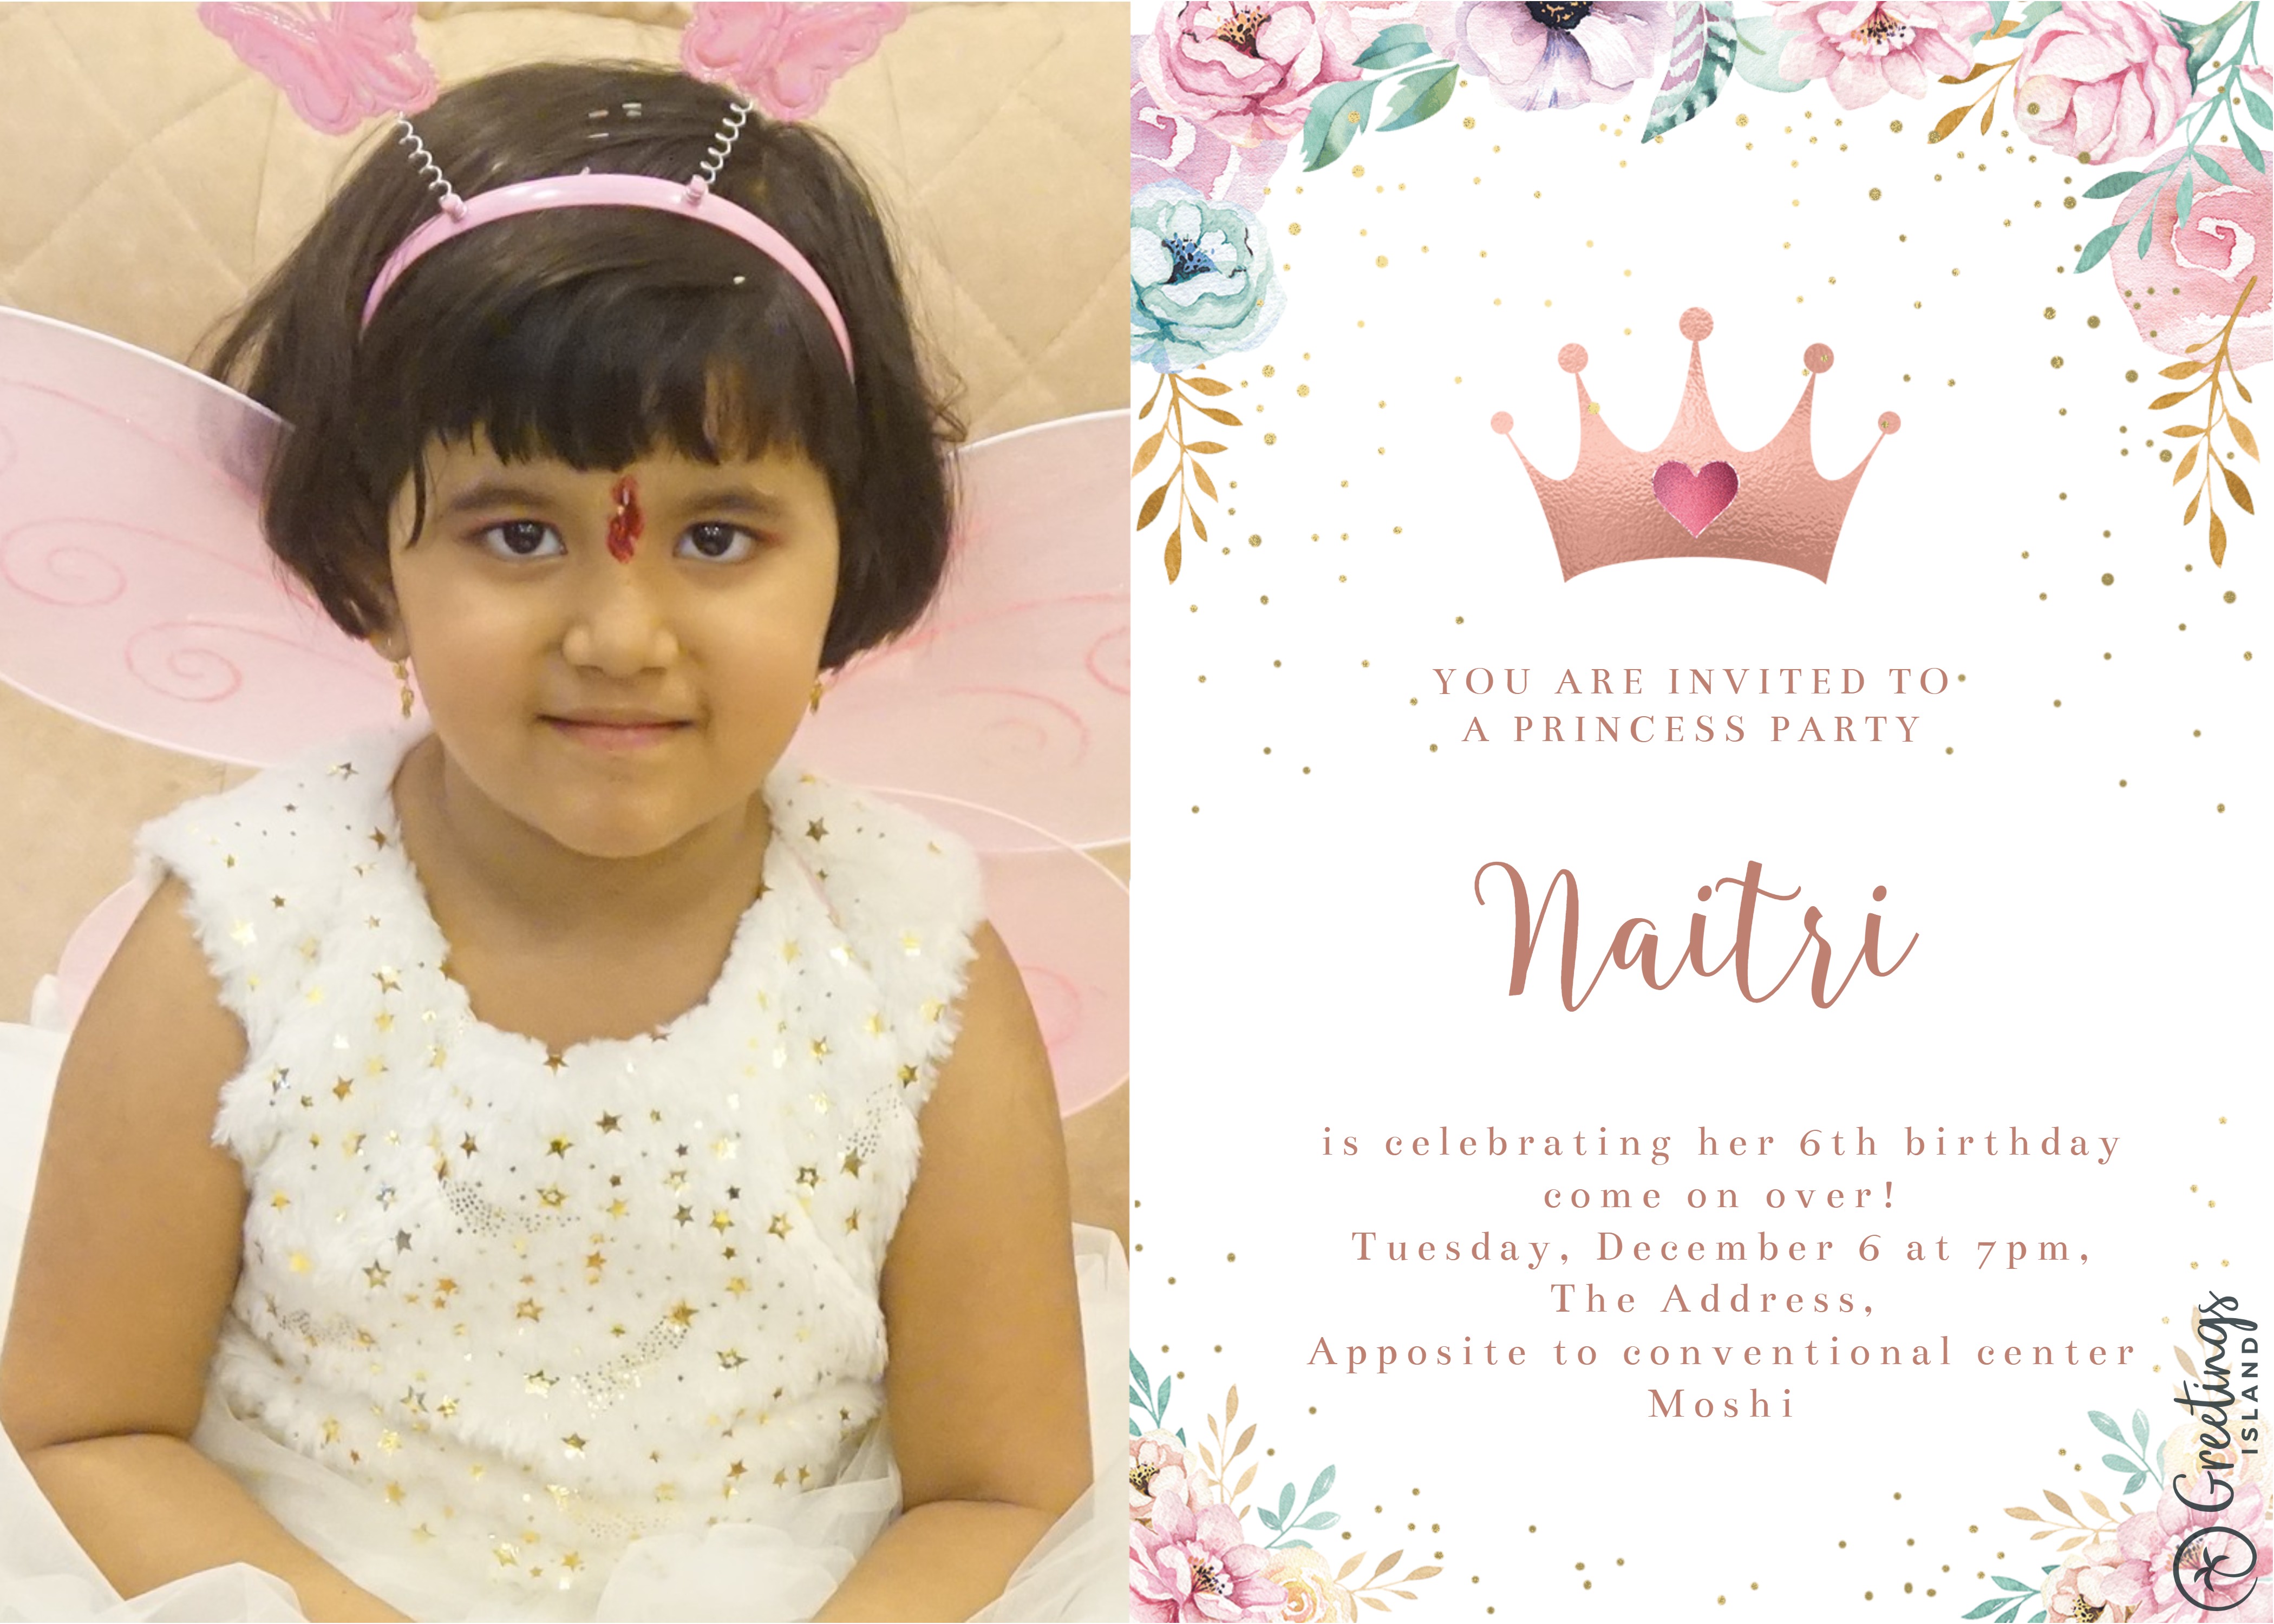 YOU ARE INVITED TO
A PRINCESS PARTY
Naitri
is celebrating her 6th birthday
come on over!
Tuesday, December 6 at 7pm,
The Address,
Apposite to conventional center
Moshi
Greetings
ISLAND